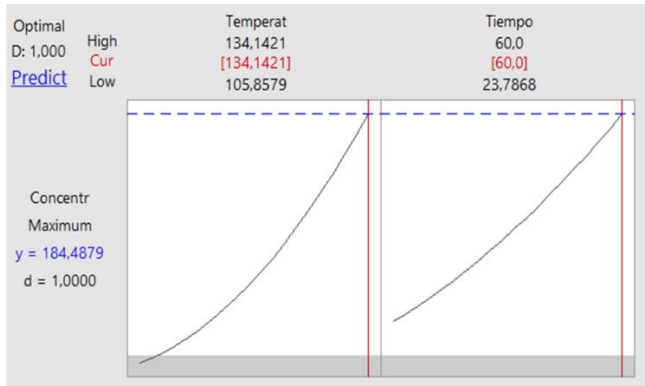 Optimal
D: 1,000
Predict
High
Cur
Low
Temperat
134,1421
[134,1421]
105,8579
Tiempo
60,0
[60,0]
23,7868
Concentr
Maximum
y = 184,4879
d = 1,0000